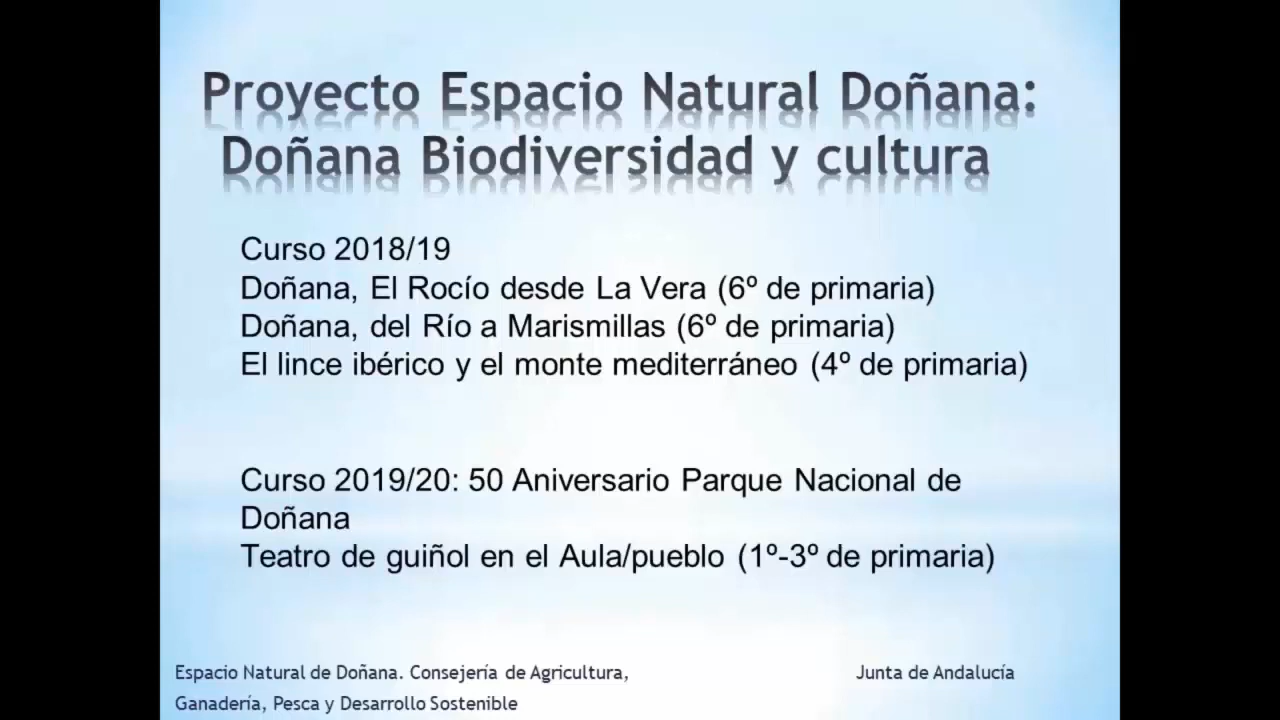 Proyecto Espacio Natural Doñana:
Doñana Biodiversidad y cultura
Curso 2018/19
Doñana, El Rocío desde La Vera (6º de primaria)
Doñana, del Río a Marismillas (6º de primaria)
El lince ibérico y el monte mediterráneo (4º de primaria)
Curso 2019/20: 50 Aniversario Parque Nacional de
Doñana
Teatro de guiñol en el Aula/pueblo (1º-3º de primaria)
Espacio Natural de Doñana. Consejería de Agricultura,
Ganadería, Pesca y Desarrollo Sostenible
Junta de Andalucía